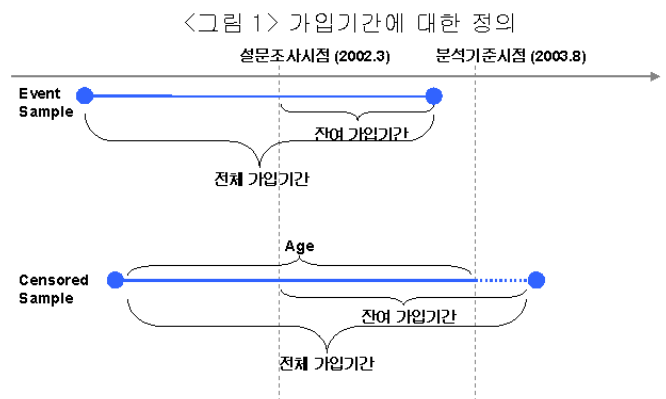 <그림 1> 가입기간에 대한 정의
설문조사시점 (2002.3) 분석기준시점 (2003.8)
Event
Sample
잔여 가입기간
전체 가입기간
Age
Censored
Sample
잔여 가입기간
전체 가입기간